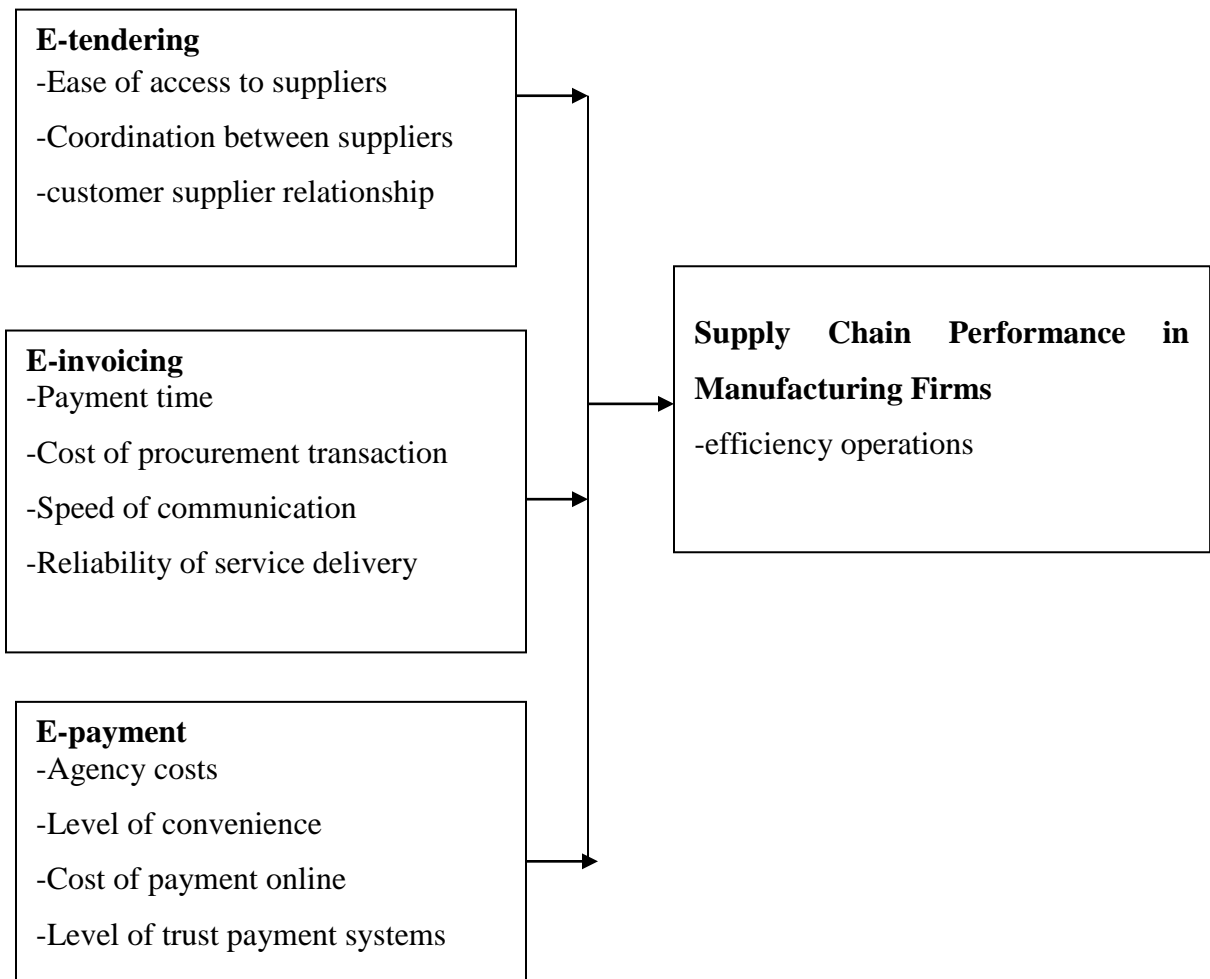 E-tendering
-Ease of access to suppliers
-Coordination between suppliers
-customer supplier relationship
E-invoicing
-Payment time
-Cost of procurement transaction
-Speed of communication
-Reliability of service delivery
E-payment
-Agency costs
-Level of convenience
-Cost of payment online
-Level of trust payment systems
Supply Chain Performance in
Manufacturing Firms
-efficiency operations